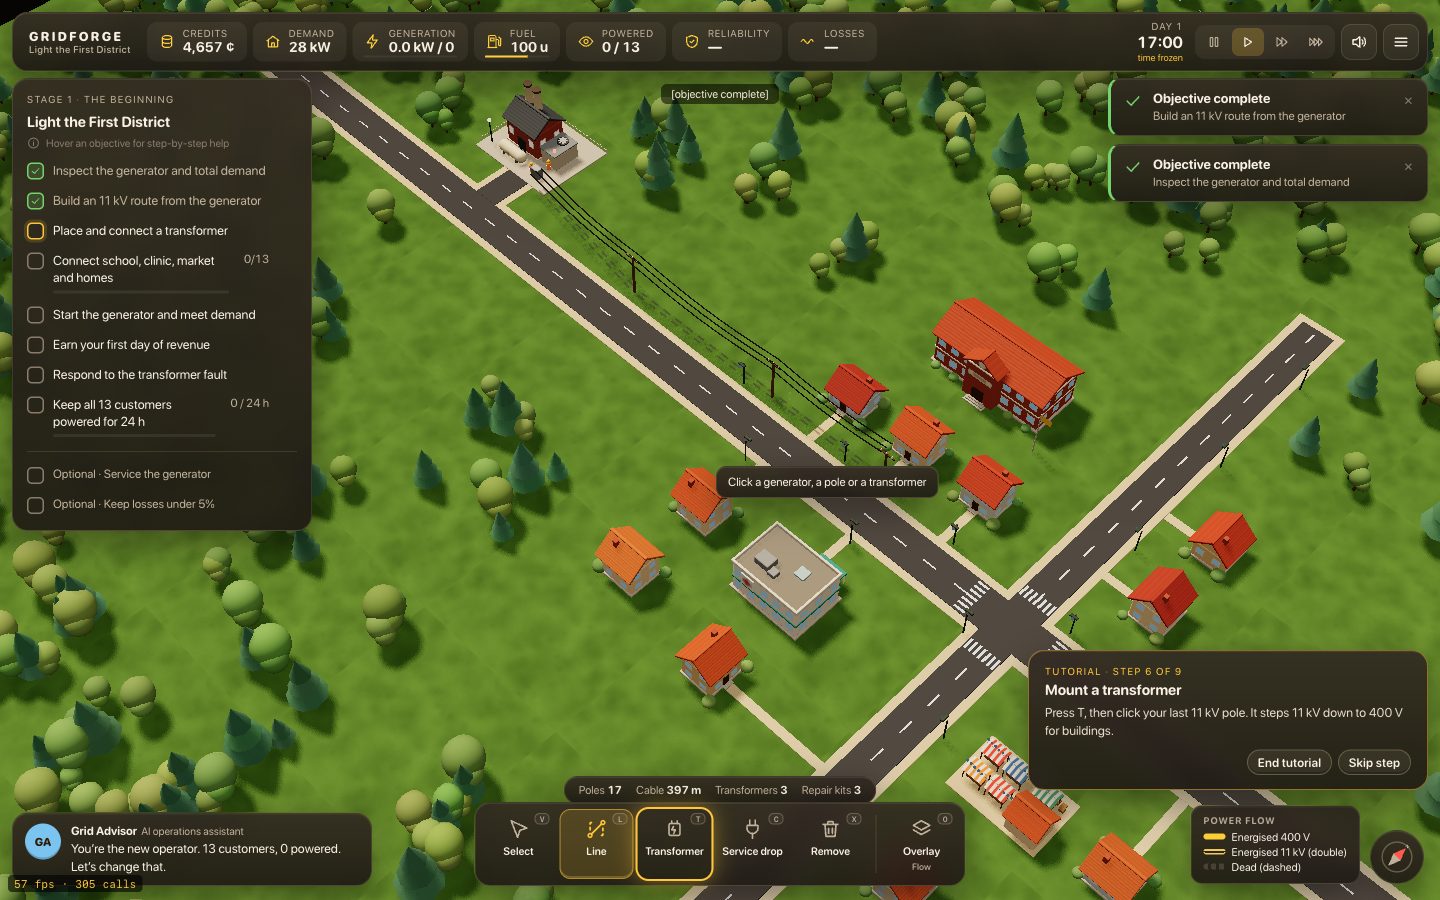 GRIDFORGE
Light the First District
CREDITS
4,657 ¢
DEMAND
28 kW
GENERATION
0.0 kW / 0
FUEL
100 u
POWERED
0 / 13
RELIABILITY
—
LOSSES
—
DAY 1
17:00
time frozen
STAGE 1 · THE BEGINNING
Light the First District
Hover an objective for step-by-step help
Inspect the generator and total demand
Build an 11 kV route from the generator
Place and connect a transformer
Connect school, clinic, market 0/13
and homes
Start the generator and meet demand
Earn your first day of revenue
Respond to the transformer fault
Keep all 13 customers 0 / 24 h
powered for 24 h
Optional · Service the generator
Optional · Keep losses under 5%
[objective complete]
Objective complete
Build an 11 kV route from the generator
Objective complete
Inspect the generator and total demand
Click a generator, a pole or a transformer
TUTORIAL · STEP 6 OF 9
Mount a transformer
Press T, then click your last 11 kV pole. It steps 11 kV down to 400 V
for buildings.
End tutorial
Skip step
GA
Grid Advisor AI operations assistant
You're the new operator. 13 customers, 0 powered.
Let's change that.
57 fps · 305 calls
Poles 17 Cable 397 m Transformers 3 Repair kits 3
V
Select
L
Line
T
Transformer
C
Service drop
X
Remove
O
Overlay
Flow
POWER FLOW
Energised 400 V
Energised 11 kV (double)
Dead (dashed)